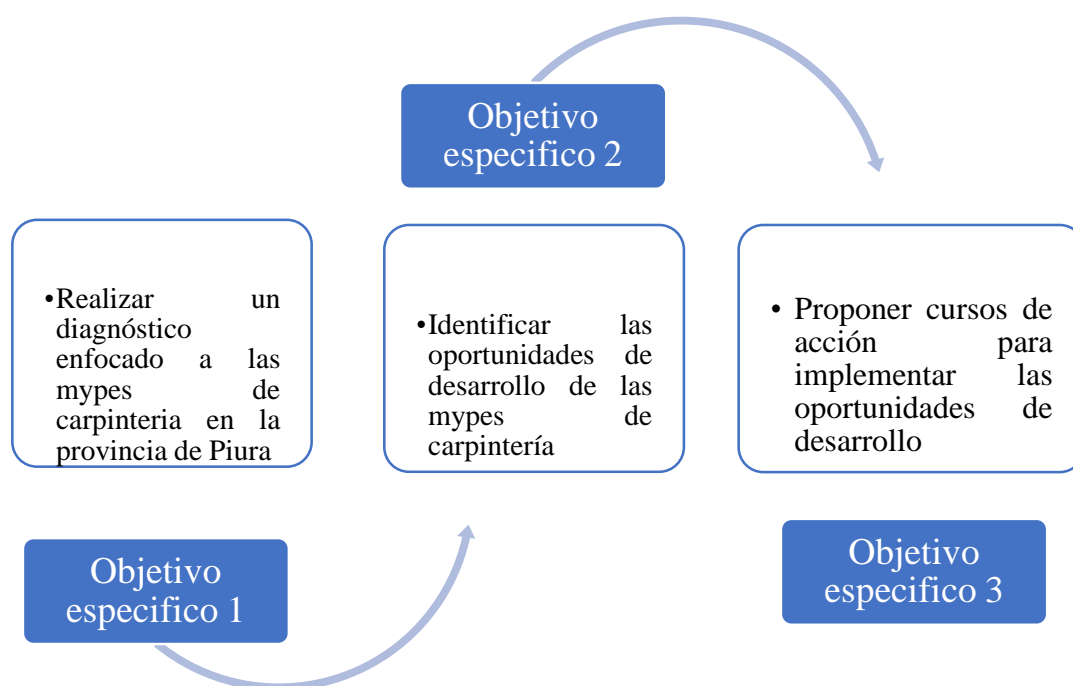 Objetivo
especifico 1
•Realizar un
diagnóstico
enfocado a las
mypes de
carpinteria en la
provincia de Piura
Objetivo
especifico 2
•Identificar las
oportunidades de
desarrollo de las
mypes de
carpintería
Objetivo
especifico 3
• Proponer cursos de
acción para
implementar las
oportunidades de
desarrollo